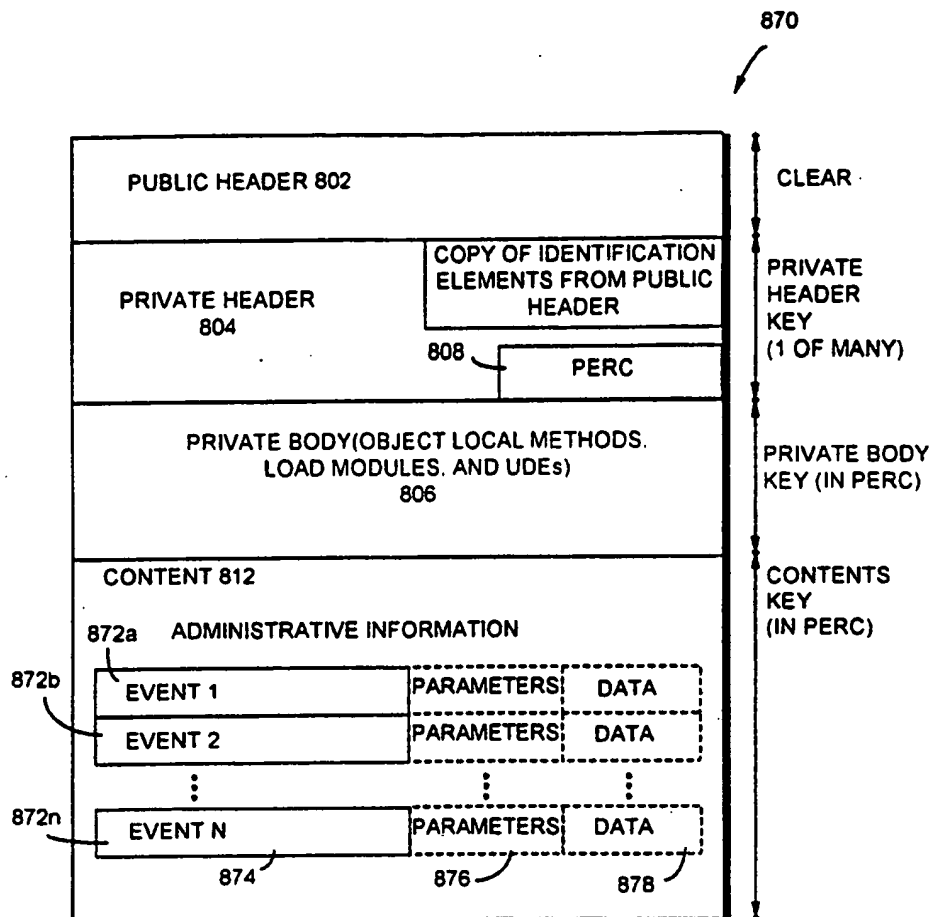 870
PUBLIC HEADER 802
CLEAR
COPY OF IDENTIFICATION
ELEMENTS FROM PUBLIC
HEADER
PRIVATE HEADER
804
PRIVATE
HEADER
KEY
(1 OF MANY)
808
PERC
PRIVATE BODY(OBJECT LOCAL METHODS.
LOAD MODULES. AND UDEs)
806
PRIVATE BODY
KEY (IN PERC)
CONTENT 812
CONTENTS
KEY
(IN PERC)
872a
ADMINISTRATIVE INFORMATION
872b
EVENT 1 PARAMETERS DATA
EVENT 2 PARAMETERS DATA
872n
EVENT N PARAMETERS DATA
874
876
878